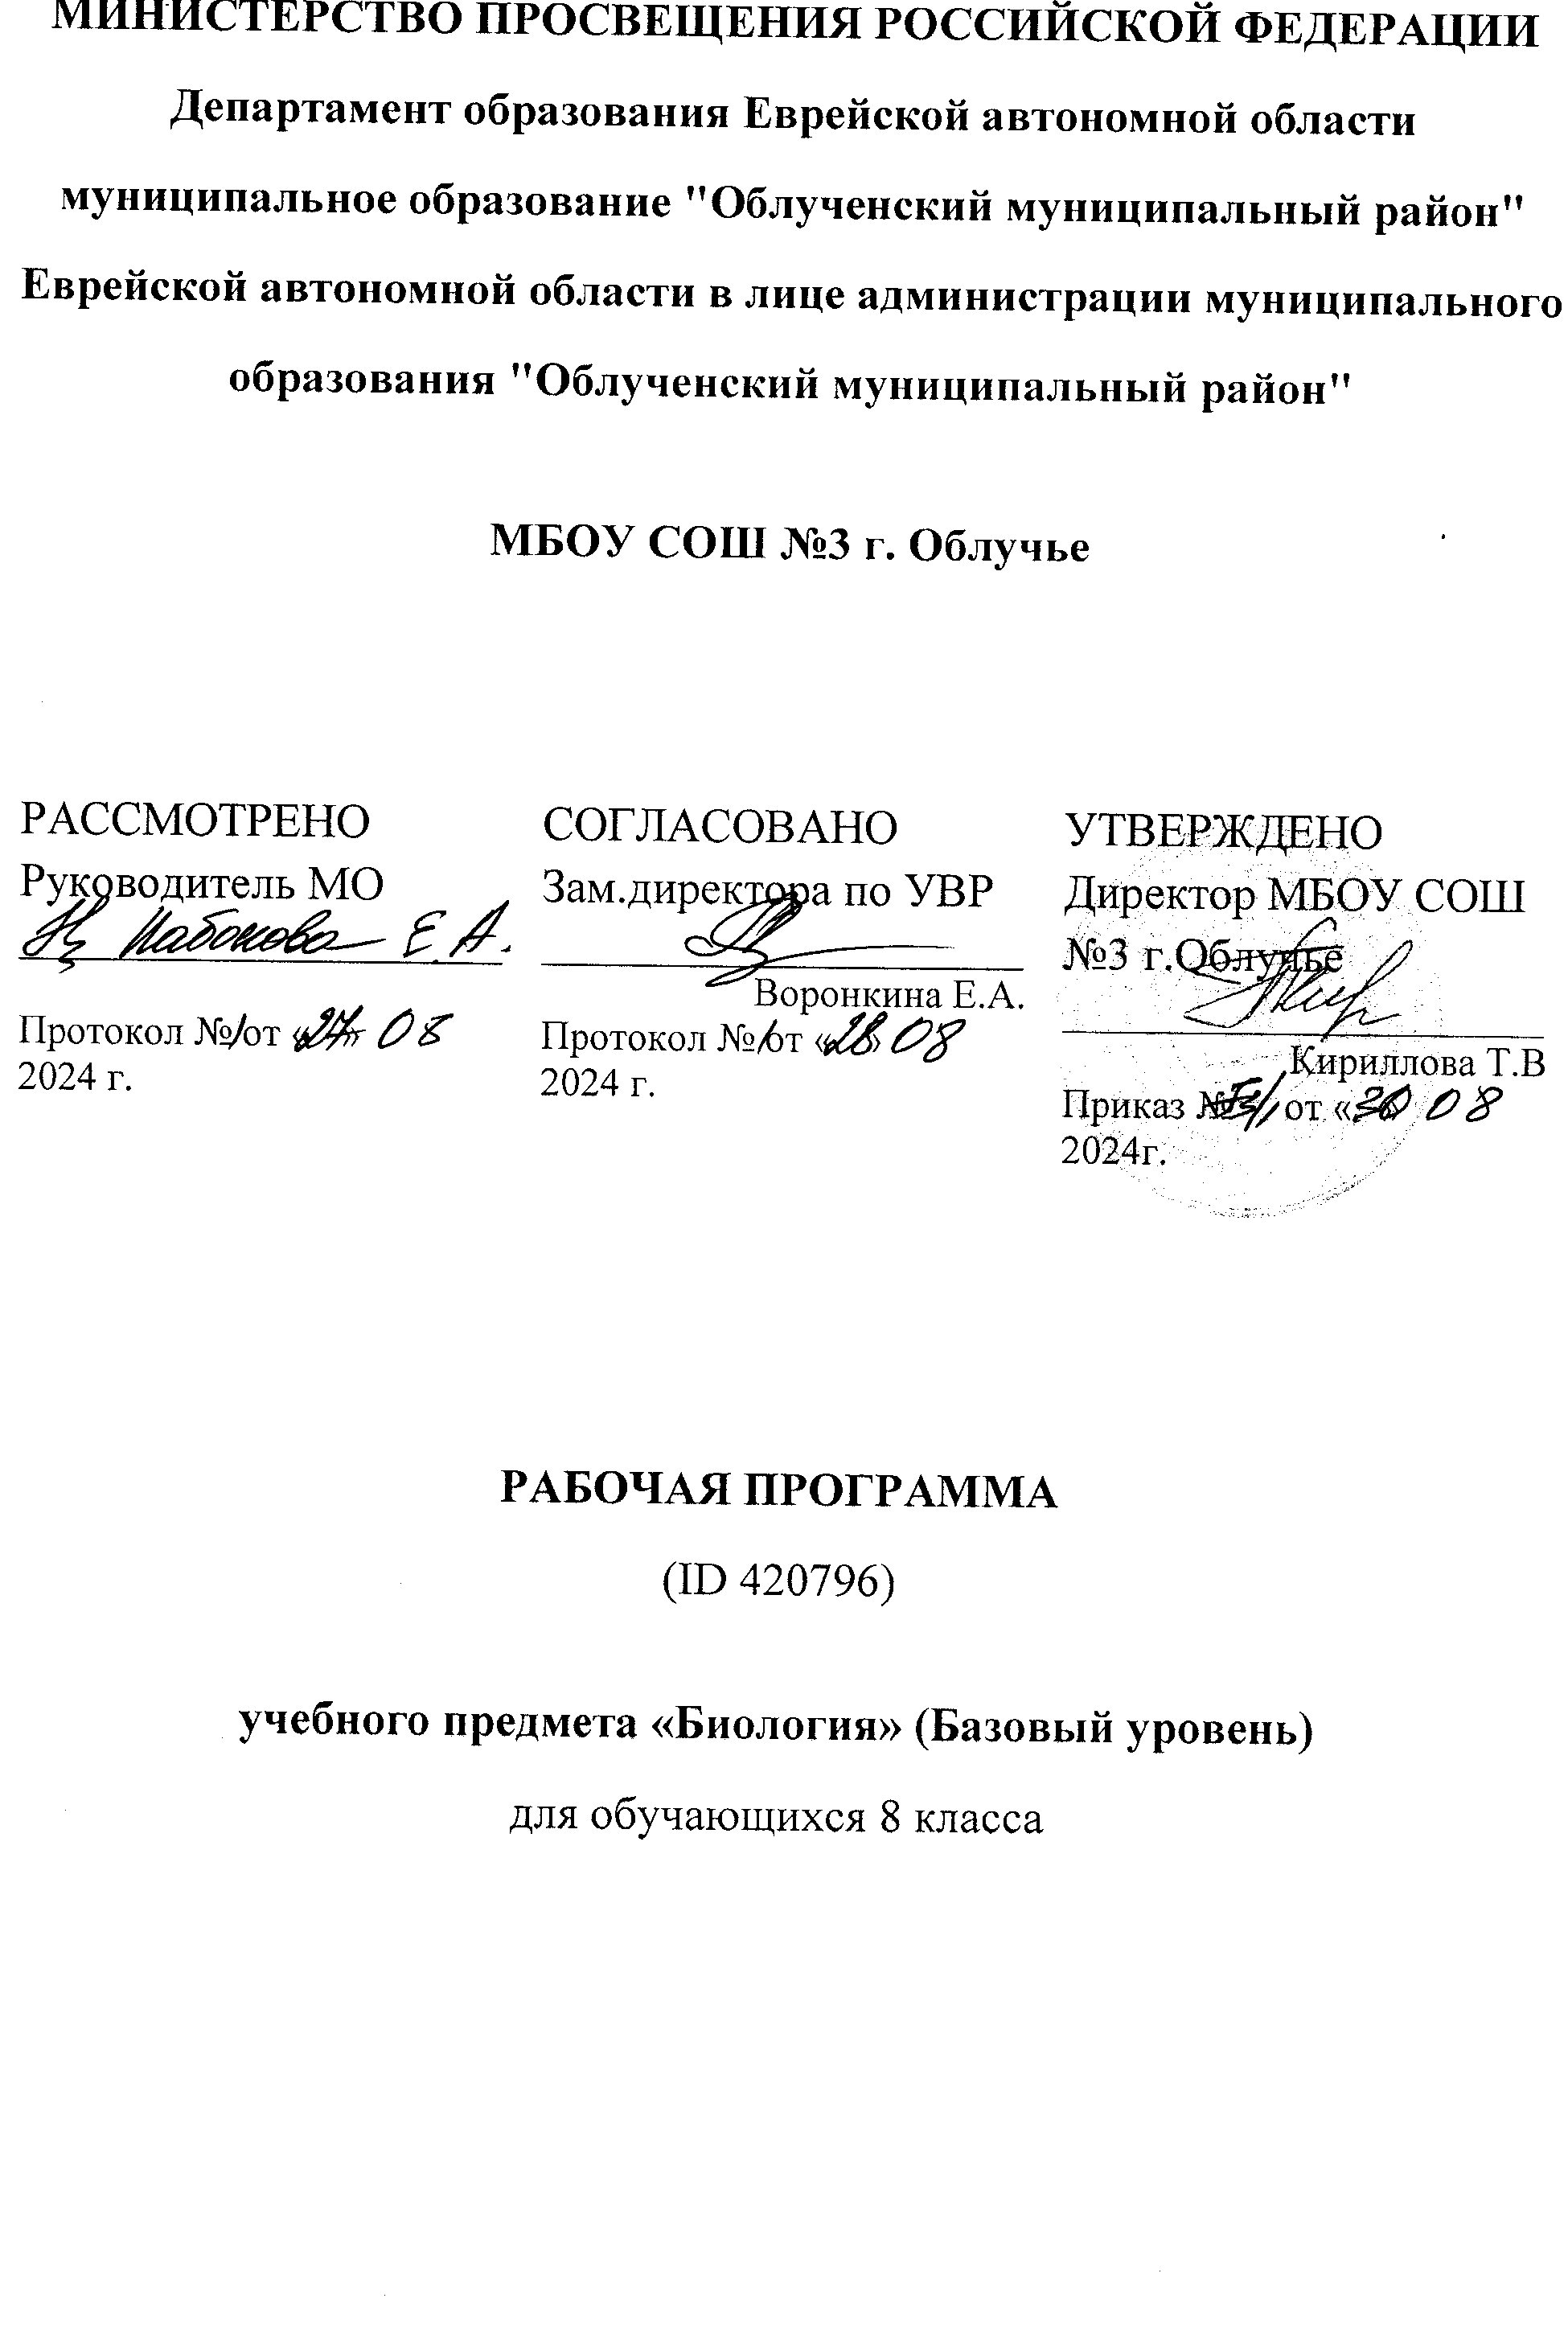 МИНИСТЕРСТВО ПРОСВЕЩЕНИЯ РОССИЙСКОЙ ФЕДЕРАЦИИ
Департамент образования Еврейской автономной области
муниципальное образование "Облученский муниципальный район"
Еврейской автономной области в лице администрации муниципального
образования "Облученский муниципальный район"
МБОУ СОШ №3 г. Облучье
РАССМОТРЕНО
Руководитель МО
Набокова Е.А.
Протокол №1 от «27» 08
2024 г.
СОГЛАСОВАНО
Зам.директора по УВР
Воронкина Е.А.
Протокол №1 от «28» 08
2024 г.
УТВЕРЖДЕНО
Директор МБОУ СОШ
№3 г.Облучье
Кириллова Т.В
Приказ № от «30» 08
2024г.
РАБОЧАЯ ПРОГРАММА
(ID 420796)
учебного предмета «Биология» (Базовый уровень)
для обучающихся 8 класса